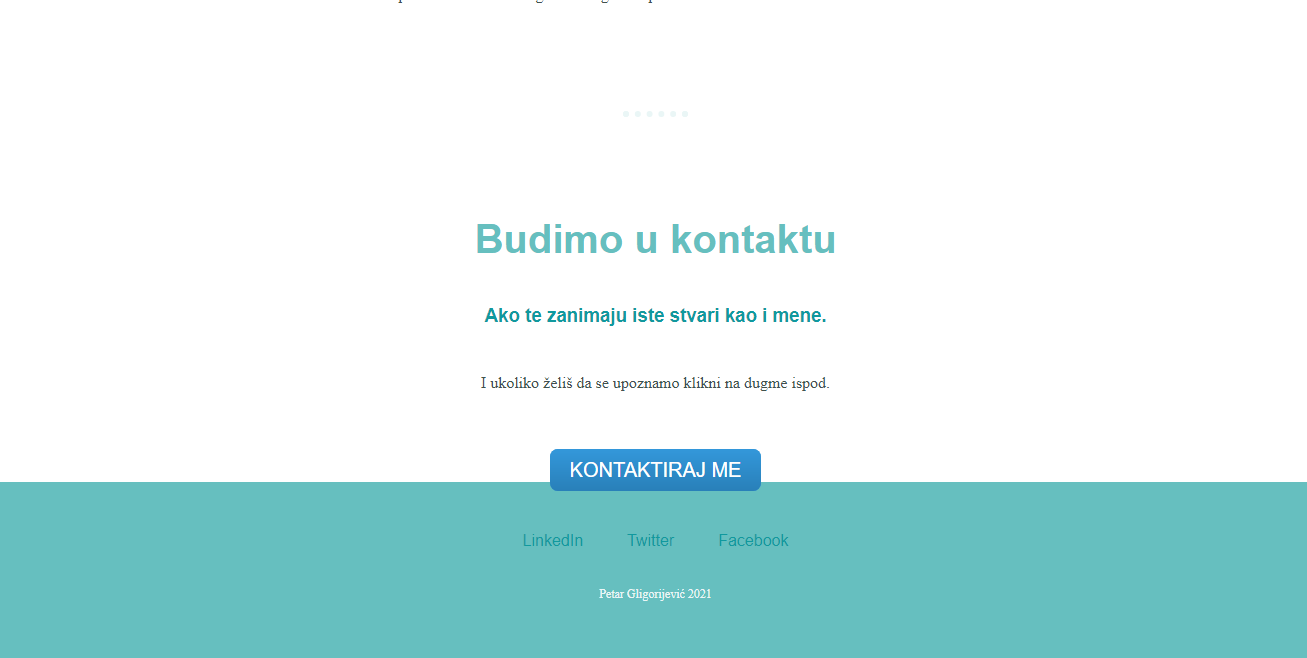 Budimo u kontaktu
Ako te zanimaju iste stvari kao i mene.
I ukoliko želiš da se upoznamo klikni na dugme ispod.
KONTAKTIRAJ ME
LinkedIn Twitter Facebook
Petar Gligorijević 2021